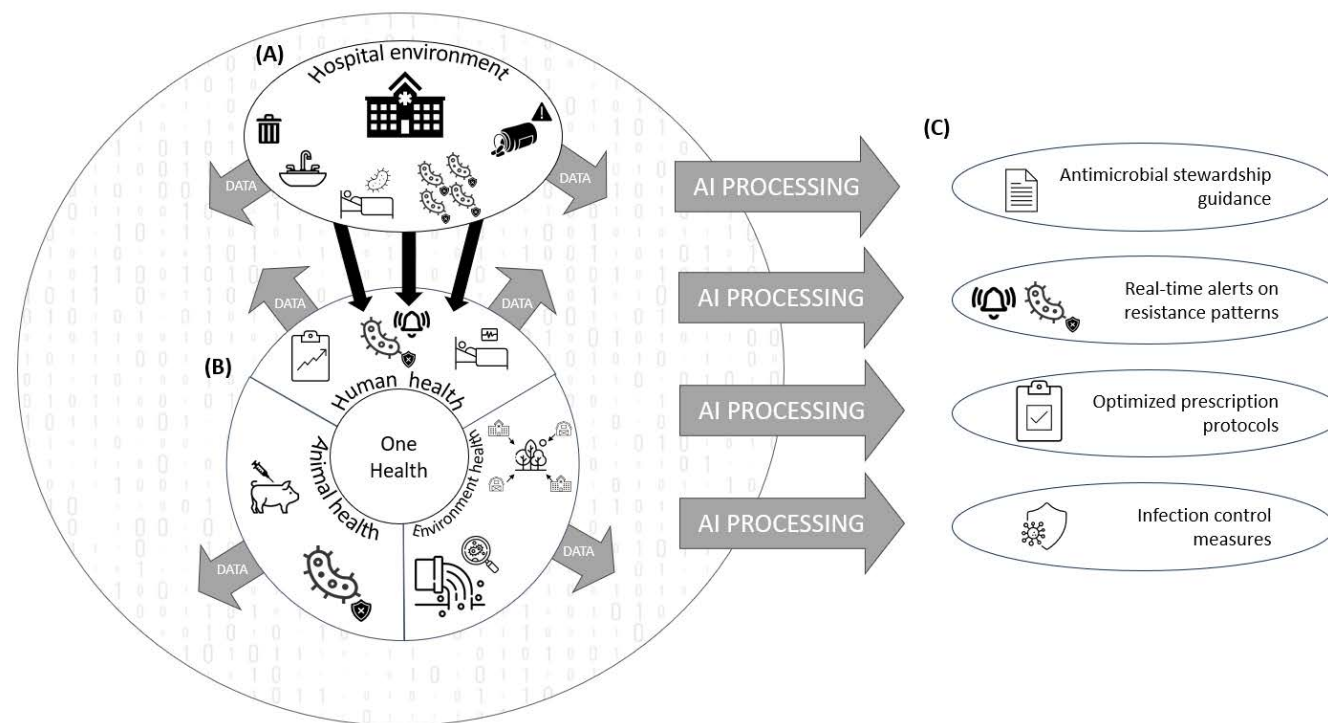 (A)
Hospital environment
DATA
DATA
DATA
DATA
(B)
Human health
One
Health
Animal health
Environment health
DATA
DATA
AI PROCESSING
AI PROCESSING
AI PROCESSING
AI PROCESSING
(C)
Antimicrobial stewardship
guidance
Real-time alerts on
resistance patterns
Optimized prescription
protocols
Infection control
measures